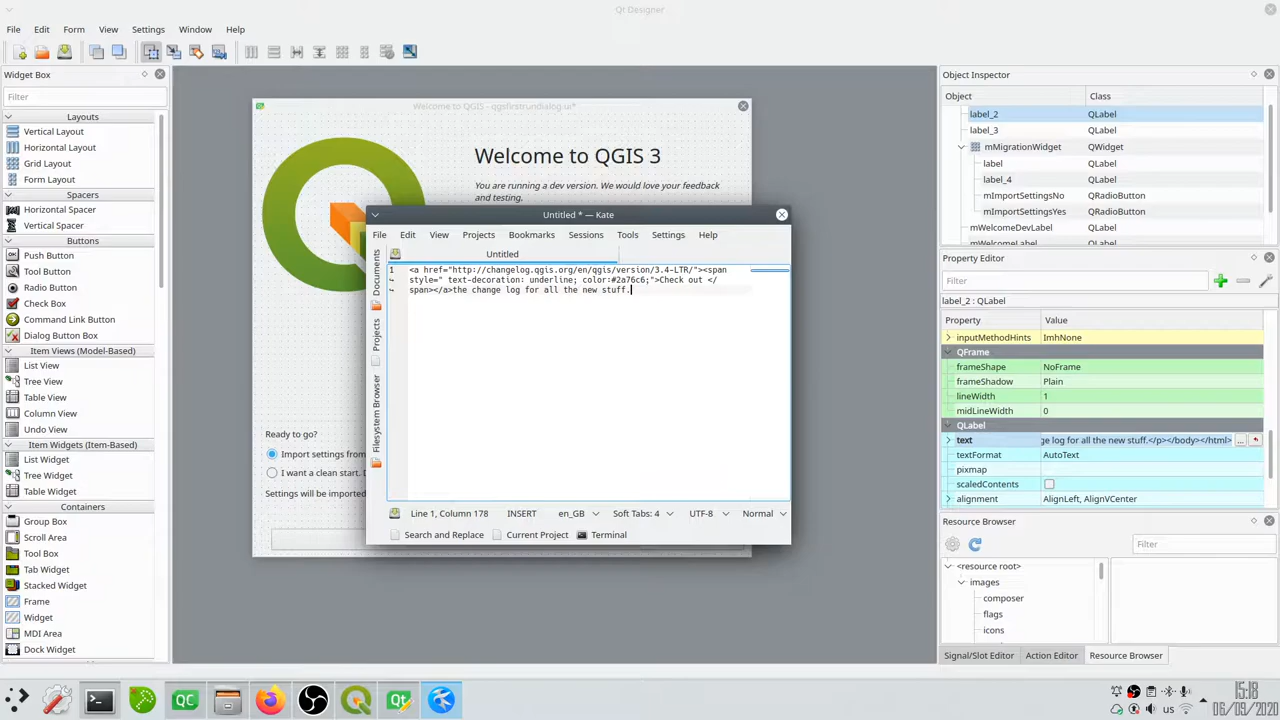 Qt Designer
File Edit Form View Settings Window Help
Widget Box
Filter
Layouts
Vertical Layout
Horizontal Layout
Grid Layout
Form Layout
Spacers
Horizontal Spacer
Vertical Spacer
Buttons
Push Button
Tool Button
Radio Button
Check Box
Command Link Button
Dialog Button Box
Item Views (Model-Based)
List View
Tree View
Table View
Column View
Undo View
Item Widgets (Item-Based)
List Widget
Tree Widget
Table Widget
Containers
Group Box
Scroll Area
Tool Box
Tab Widget
Stacked Widget
Frame
Widget
MDI Area
Dock Widget
Welcome to QGIS - qgsfirstrundialog.ui*
Welcome to QGIS 3
You are running a dev version. We would love your feedback
and testing.
Ready to go?
Import settings from
I want a clean start.
Settings will be imported
Untitled * — Kate
File Edit View Projects Bookmarks Sessions Tools Settings Help
Documents
Projects
Filesystem Browser
Untitled
1 <a href="http://changelog.qgis.org/en/qgis/version/3.4-LTR/"><span
style=" text-decoration: underline; color:#2a76c6;">Check out </
span></a>the change log for all the new stuff.
Line 1, Column 178 INSERT en_GB Soft Tabs: 4 UTF-8 Normal
Search and Replace Current Project Terminal
Object Inspector
Object Class
label_2 QLabel
label_3 QLabel
mMigrationWidget QWidget
label QLabel
label_4 QLabel
mImportSettingsNo QRadioButton
mImportSettingsYes QRadioButton
mWelcomeDevLabel QLabel
mWelcomeLabel QLabel
Property Editor
Filter
label_2 : QLabel
Property Value
inputMethodHints ImhNone
QFrame
frameShape NoFrame
frameShadow Plain
lineWidth 1
midLineWidth 0
QLabel
text ge log for all the new stuff.</p></body></html> ...
textFormat AutoText
pixmap
scaledContents
alignment AlignLeft, AlignVCenter
Resource Browser
Filter
<resource root>
images
composer
flags
icons
Signal/Slot Editor Action Editor Resource Browser
QC
Qt
us
15:18
06/09/2020